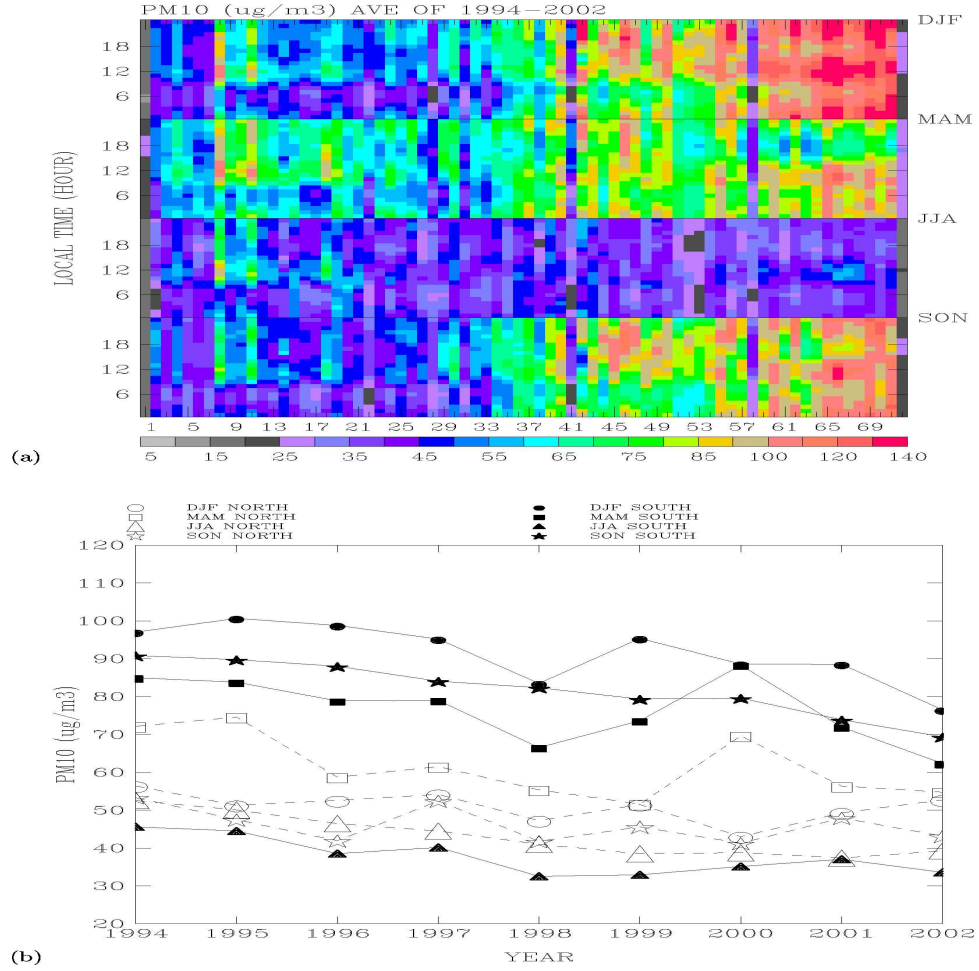 PM10 (ug/m3) AVE OF 1994-2002
DJF
18
12
6
MAM
18
12
6
JJA
18
12
6
SON
18
12
6
LOCAL TIME (HOUR)
1 5 9 13 17 21 25 29 33 37 41 45 49 53 57 61 65 69
5 15 25 35 45 55 65 75 85 100 120 140
(a)
DJF NORTH
MAM NORTH
JJA NORTH
SON NORTH
DJF SOUTH
MAM SOUTH
JJA SOUTH
SON SOUTH
120
110
100
90
80
70
60
50
40
30
20
PM10 (ug/m3)
1994 1995 1996 1997 1998 1999 2000 2001 2002
YEAR
(b)